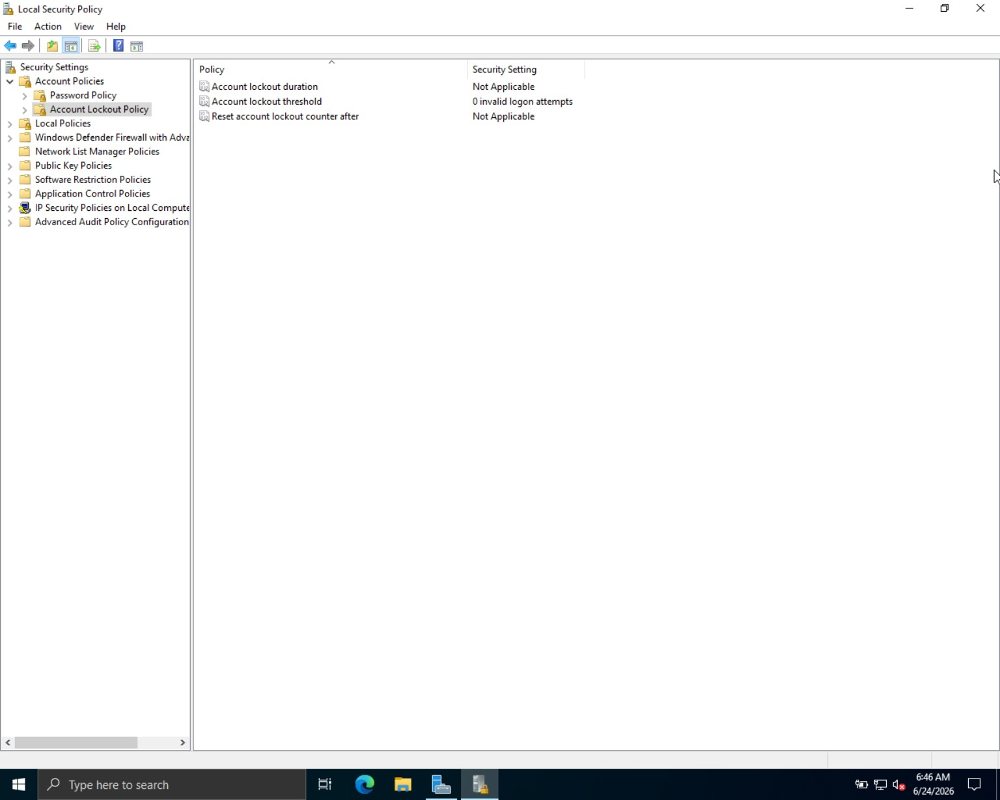 Local Security Policy
File Action View Help
Security Settings
Account Policies
Password Policy
Account Lockout Policy
Local Policies
Windows Defender Firewall with Adva
Network List Manager Policies
Public Key Policies
Software Restriction Policies
Application Control Policies
IP Security Policies on Local Compute
Advanced Audit Policy Configuration
Policy Security Setting
Account lockout duration Not Applicable
Account lockout threshold 0 invalid logon attempts
Reset account lockout counter after Not Applicable
Type here to search
6:46 AM
6/24/2026